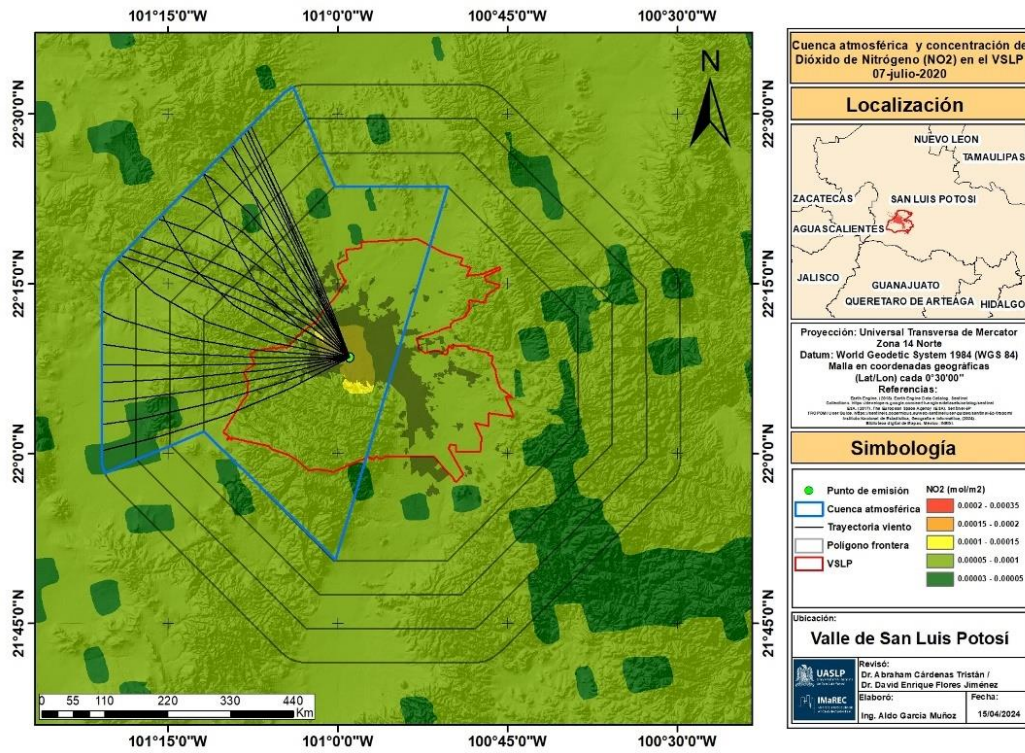 101°15'0"W 101°0'0"W 100°45'0"W 100°30'0"W
22°30'0"N 22°30'0"N
22°15'0"N 22°15'0"N
22°0'0"N 22°0'0"N
21°45'0"N 21°45'0"N
N
0 55 110 220 330 440
Km
101°15'0"W 101°0'0"W 100°45'0"W 100°30'0"W
Cuenca atmosférica y concentración de
Dióxido de Nitrógeno (NO2) en el VSLP
07-julio-2020
Localización
NUEVO LEON
TAMAULIPAS
ZACATECAS
SAN LUIS POTOSI
AGUASCALIENTES
JALISCO
GUANAJUATO
QUERETARO DE ARTEAGA
HIDALGO
Proyección: Universal Transversa de Mercator
Zona 14 Norte
Datum: World Geodetic System 1984 (WGS 84)
Malla en coordenadas geográficas
(Lat/Lon) cada 0°30'00"
Referencias:
Simbología
Punto de emisión
Cuenca atmosférica
Trayectoria viento
Polígono frontera
VSLP
NO2 (mol/m2)
0.0002 - 0.00035
0.00015 - 0.0002
0.0001 - 0.00015
0.00005 - 0.0001
0.00003 - 0.00005
Ubicación:
Valle de San Luis Potosí
UASLP
IMaREC
Revisó:
Dr. Abraham Cárdenas Tristán /
Dr. David Enrique Flores Jiménez
Elaboró:
Ing. Aldo García Muñoz
Fecha:
15/04/2024